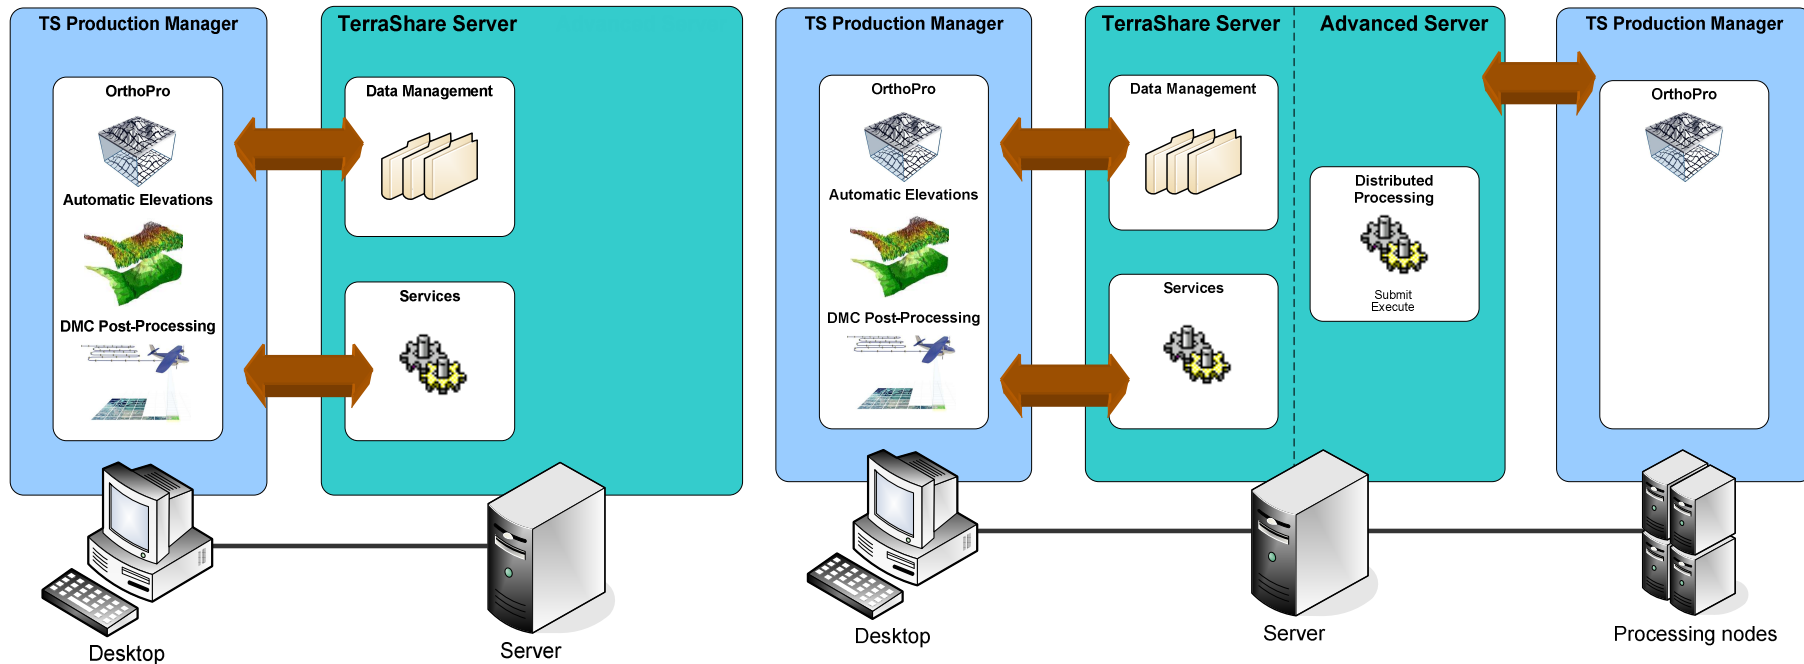 TS Production Manager
OrthoPro
Automatic Elevations
DMC Post-Processing
Desktop
TerraShare Server
Data Management
Services
Server
TS Production Manager
OrthoPro
Automatic Elevations
DMC Post-Processing
Desktop
TerraShare Server
Data Management
Services
Advanced Server
Distributed
Processing
Submit
Execute
Server
TS Production Manager
OrthoPro
Processing nodes